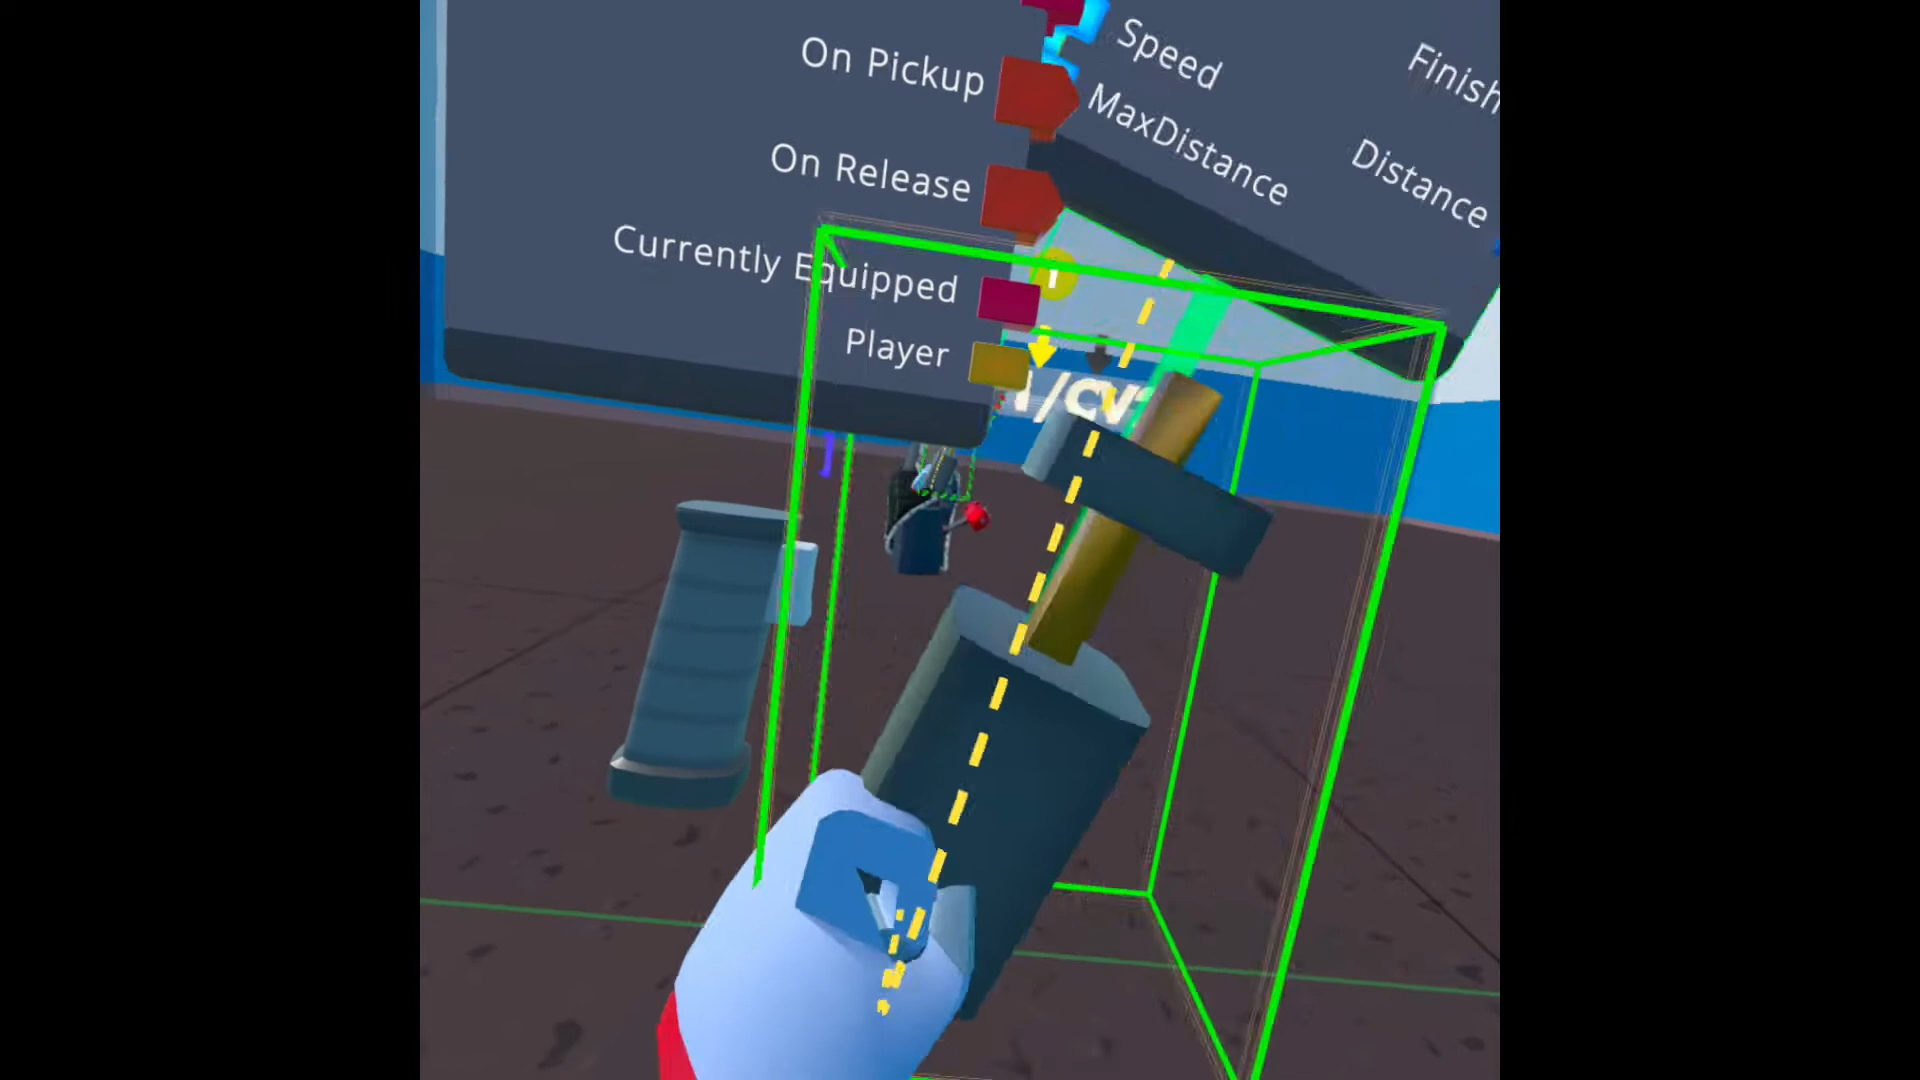 Speed
Finish
On Pickup
MaxDistance
Distance
On Release
Currently Equipped
Player